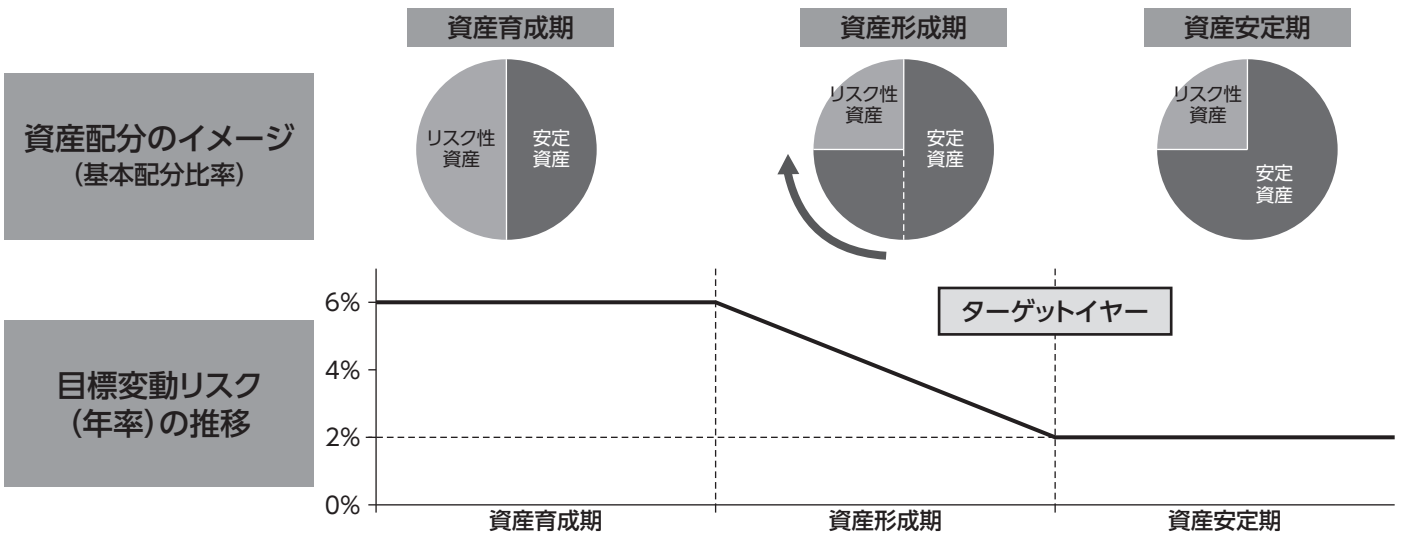 資産育成期
資産形成期
資産安定期
資産配分のイメージ
(基本配分比率)
リスク性
資産
安定
資産
リスク性
資産
安定
資産
リスク性
資産
安定
資産
目標変動リスク
(年率)の推移
6%
4%
2%
0%
ターゲットイヤー
資産育成期
資産形成期
資産安定期